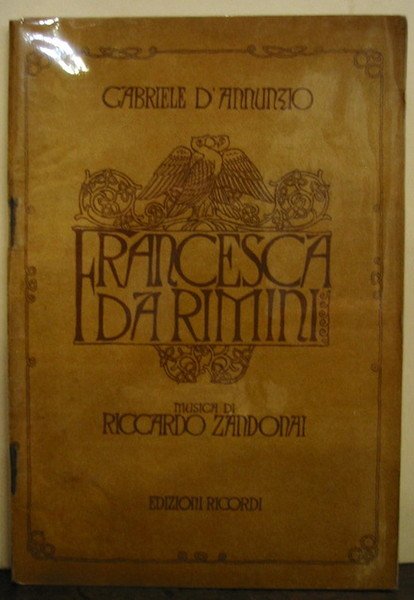 GABRIELE D'ANNUNZIO
FRANCESCA
DA RIMINI
MUSICA DI
RICCARDO ZANDONAI
EDIZIONI RICORDI